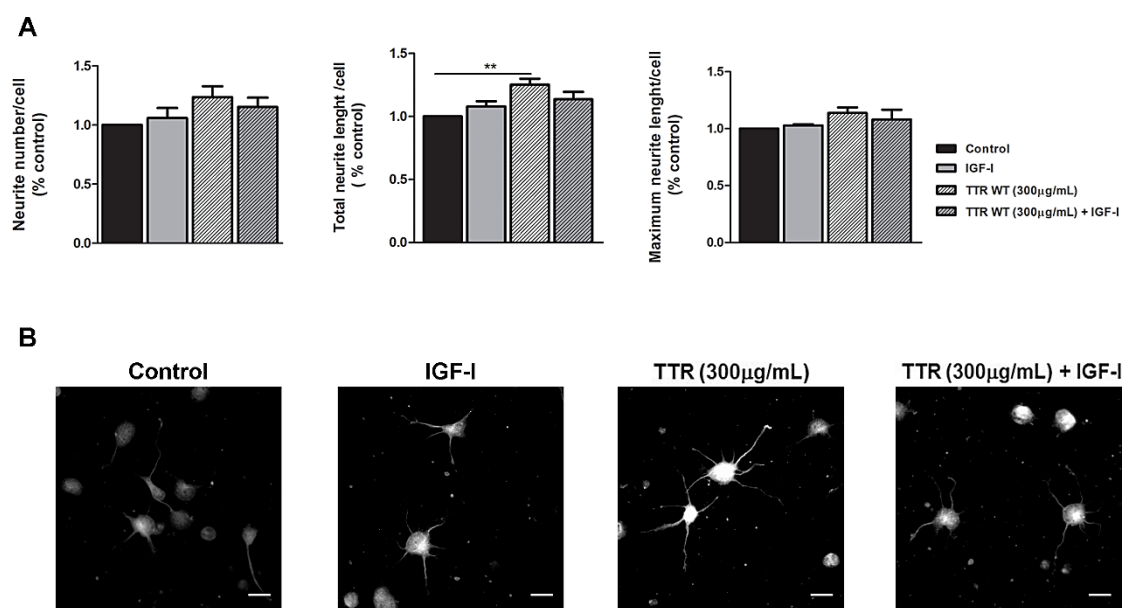 A
Neurite number/cell
(% control)
1.5
1.0
0.5
0.0
Total neurite lenght /cell
( % control)
1.5
**
1.0
0.5
0.0
Maximum neurite lenght/cell
(% control)
1.5
1.0
0.5
0.0
Control
IGF-I
TTR WT (300µg/mL)
TTR WT (300µg/mL) + IGF-I
B
Control
IGF-I
TTR (300µg/mL)
TTR (300µg/mL) + IGF-I